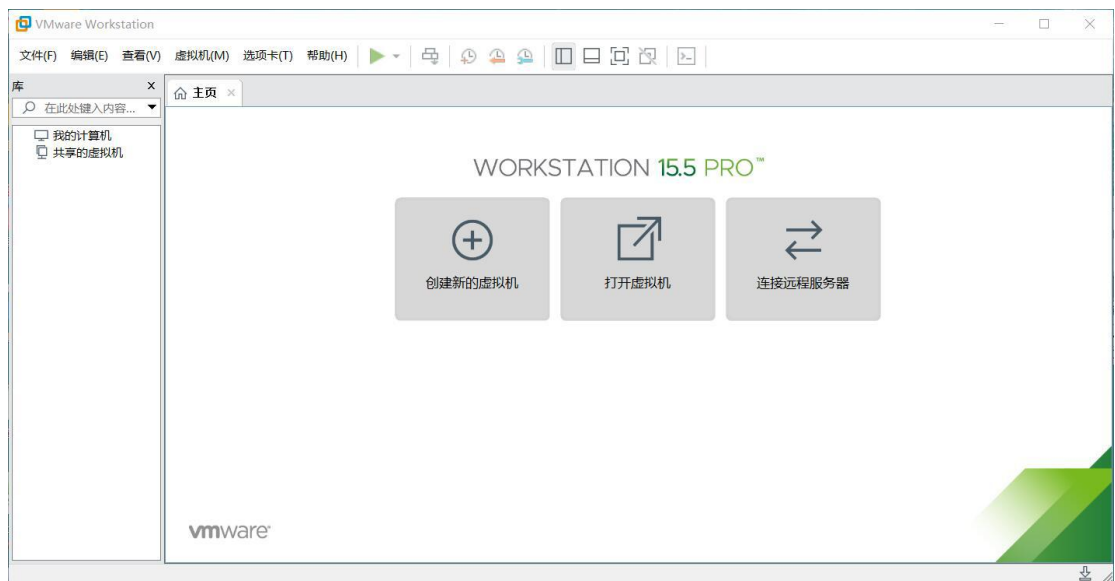 VMware Workstation
文件(F) 编辑(E) 查看(V) 虚拟机(M) 选项卡(T) 帮助(H)
库
主页
在此处键入内容...
我的计算机
共享的虚拟机
WORKSTATION 15.5 PRO™
创建新的虚拟机
打开虚拟机
连接远程服务器
vmware